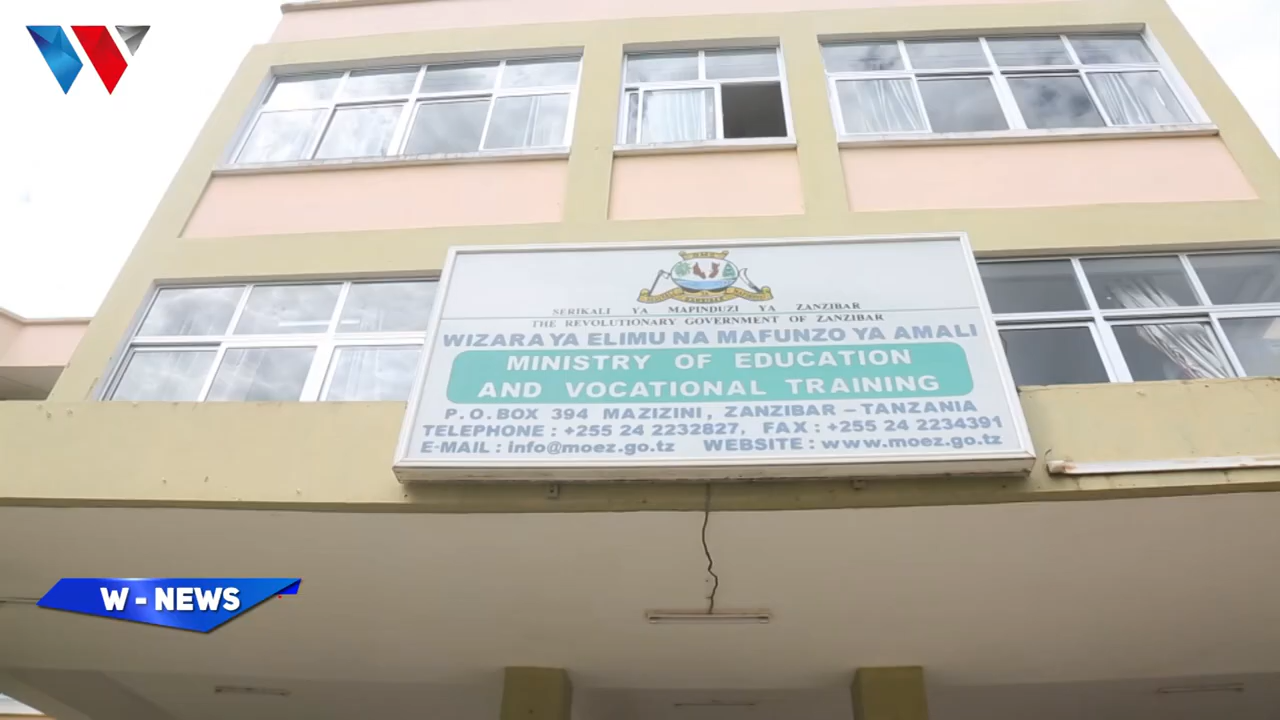 SERIKALI YA MAPINDUZI YA ZANZIBAR
THE REVOLUTIONARY GOVERNMENT OF ZANZIBAR
WIZARA YA ELIMU NA MAFUNZO YA AMALI
MINISTRY OF EDUCATION
AND VOCATIONAL TRAINING
P.O.BOX 394 MAZIZINI, ZANZIBAR – TANZANIA
TELEPHONE : +255 24 2232827, FAX : +255 24 2234391
E-MAIL : info@moez.go.tz WEBSITE : www.moez.go.tz
W - NEWS